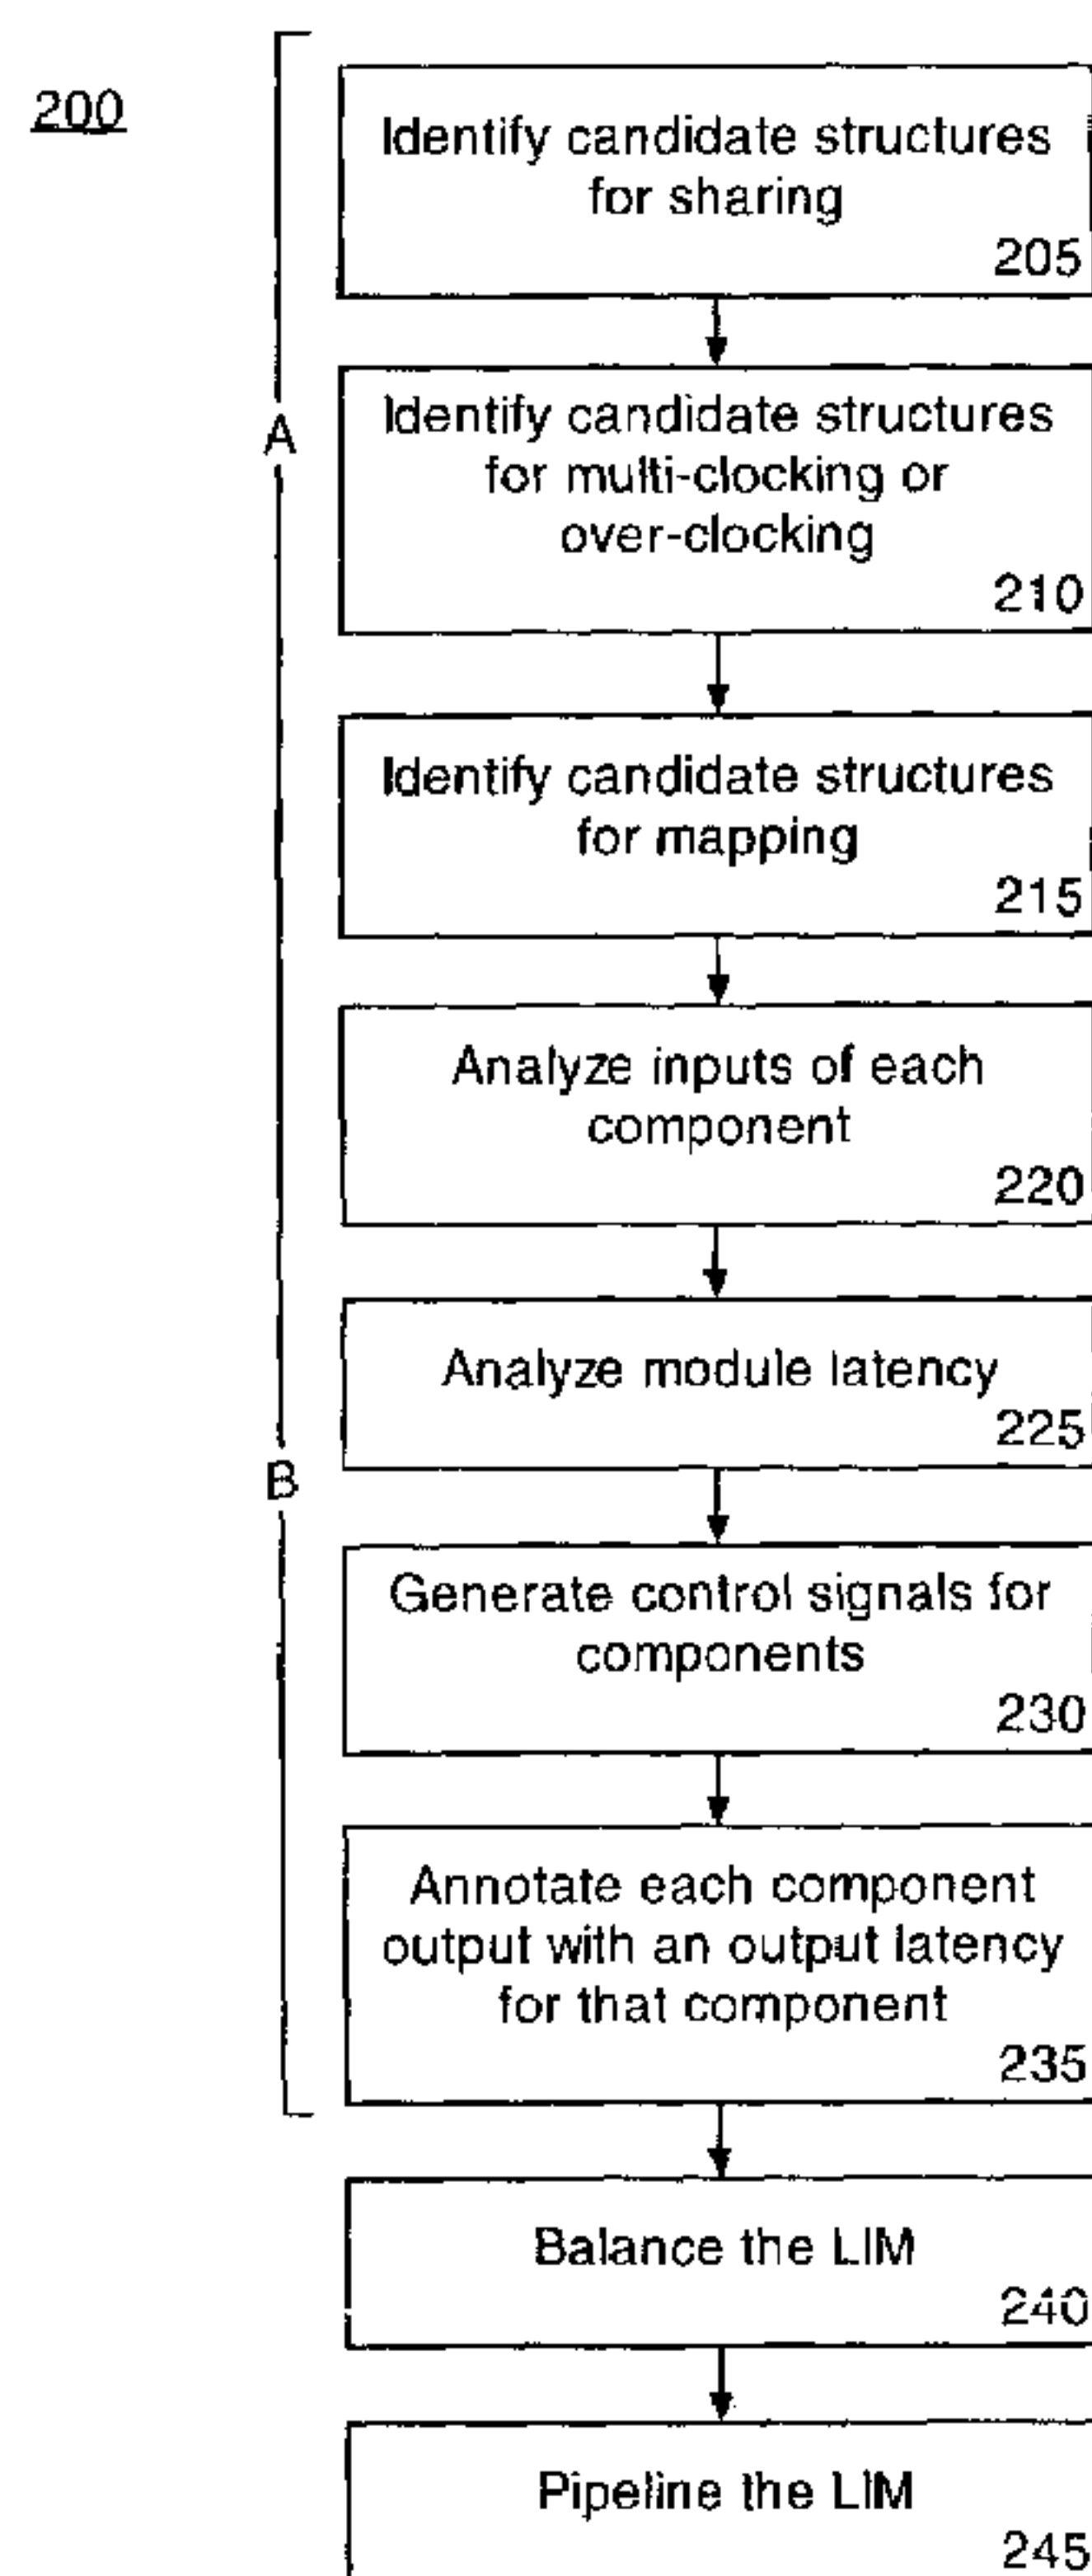 200
Identify candidate structures
for sharing
205
A
Identify candidate structures
for multi-clocking or
over-clocking
210
Identify candidate structures
for mapping
215
Analyze inputs of each
component
220
Analyze module latency
225
B
Generate control signals for
components
230
Annotate each component
output with an output latency
for that component
235
Balance the LIM
240
Pipeline the LIM
245